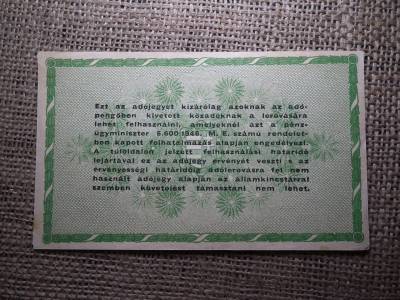 Ezt az adójegyet kizárólag azoknak az adó-
pengőben kivetett közadóknak a lerovására
lehet felhasználni, amelyeknél azt a pénz-
ügyminiszter 5.600/1946. M. E. számú rendelet-
ben kapott felhatalmazás alapján engedélyezi.
A túloldalon jelzett felhasználási határidő
lejártával ez az adójegy érvényét veszti s az
érvényességi határidőig adólerovásra fel nem
használt adójegy alapján az államkincstárral
szemben követelést támasztani nem lehet.